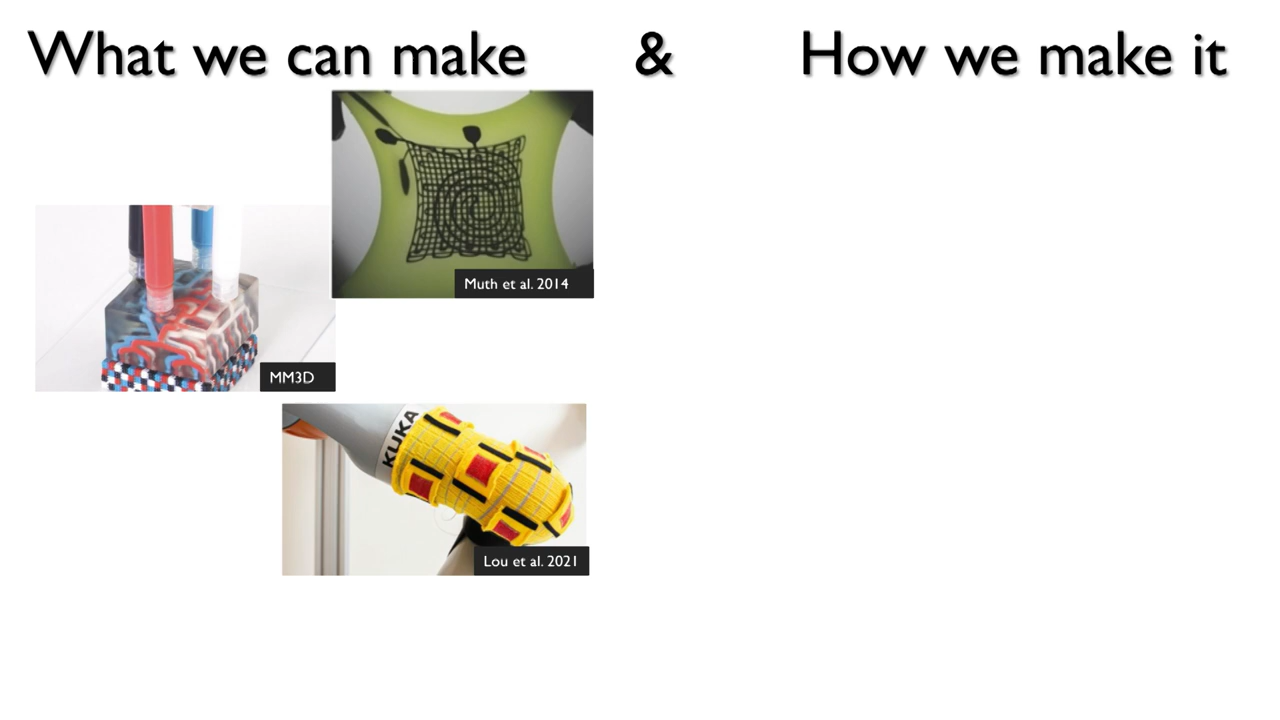 What we can make & How we make it
Muth et al. 2014
MM3D
KUKA
Lou et al. 2021